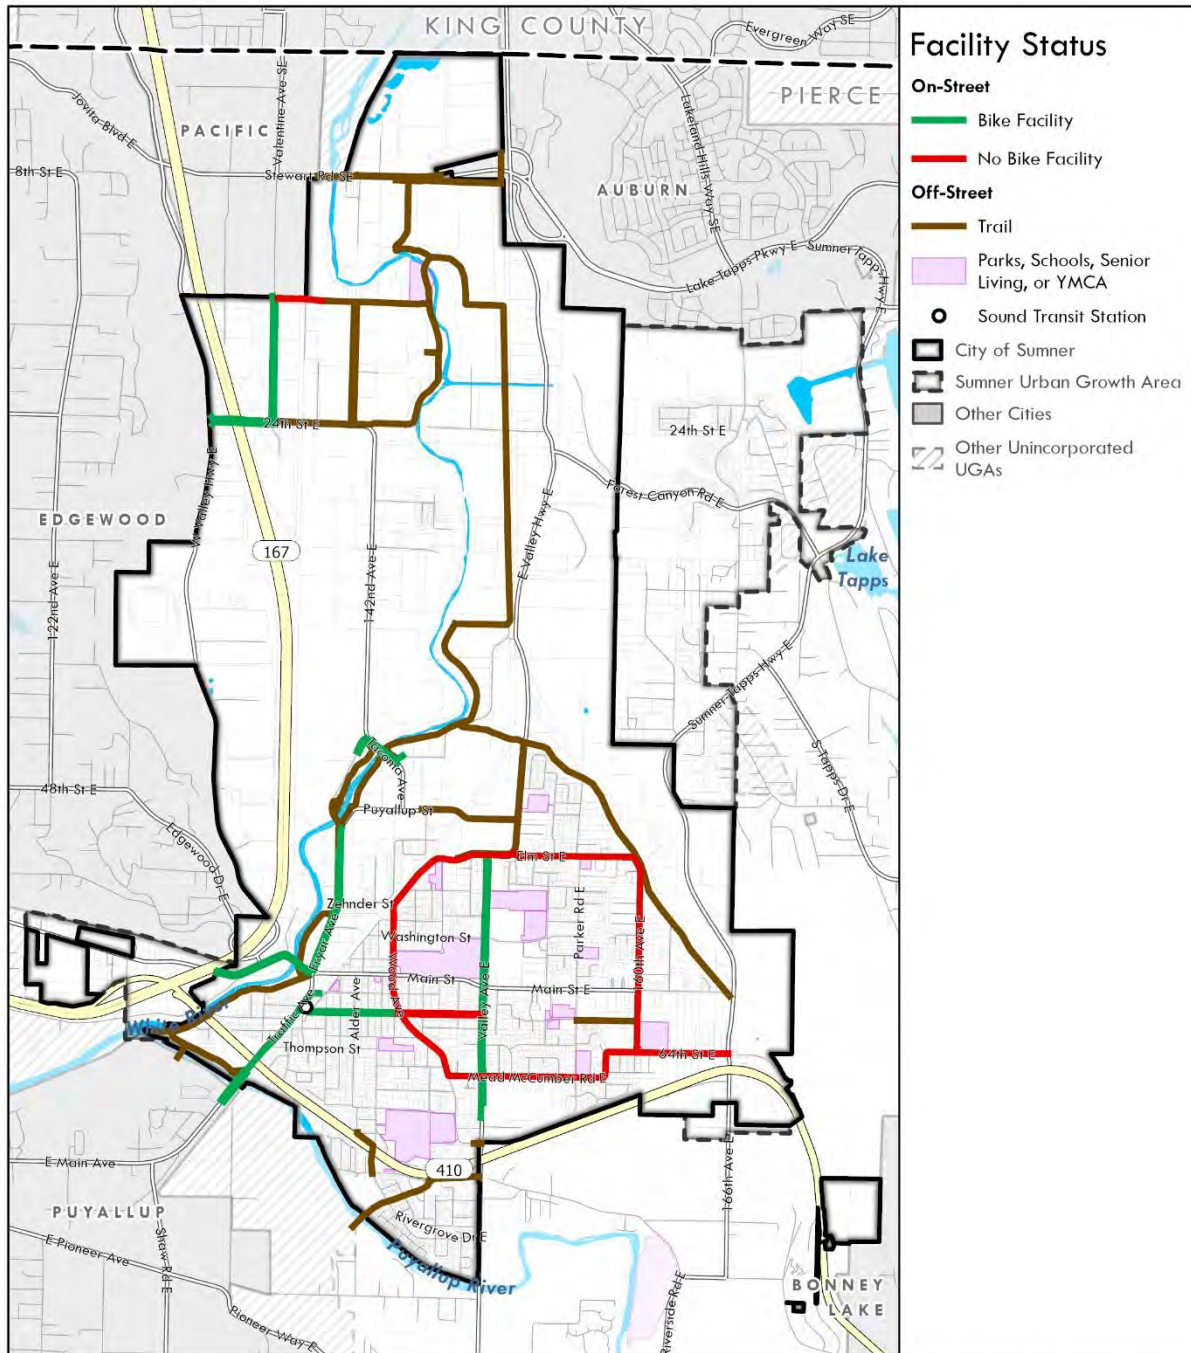 KING COUNTY
Evergreen Way SE
PIERCE
Jovita Blvd E
Valentine Ave SE
PACIFIC
Lakeland Hills Way SE
8th St E
Stewart Rd SE
AUBURN
Lake Tapps Pkwy E
Sumner Tapps Hwy E
24th St E
24th St E
W Valley Hwy E
Forest Canyon Rd E
EDGEWOOD
E Valley Hwy E
167
Lake
Tapps
122nd Ave E
142nd Ave E
Sumner Tapps Hwy E
S Tapps Dr E
Tacoma Ave
48th St E
Puyallup St
Edgewood Dr E
Elm St E
Zehnder St
Parker Rd E
Fryar Ave
Washington St
160th Ave E
Wood Ave
Valley Ave E
Main St
Main St E
White River
Traffic Ave
Alder Ave
Thompson St
64th St E
Mead McCumber Rd E
E Main Ave
410
166th Ave E
PUYALLUP
Rivergrove Dr E
E Pioneer Ave
Shaw Rd E
Puyallup River
Riverside Rd E
BONNEY
LAKE
Pioneer Way E
Facility Status
On-Street
Bike Facility
No Bike Facility
Off-Street
Trail
Parks, Schools, Senior
Living, or YMCA
Sound Transit Station
City of Sumner
Sumner Urban Growth Area
Other Cities
Other Unincorporated
UGAs